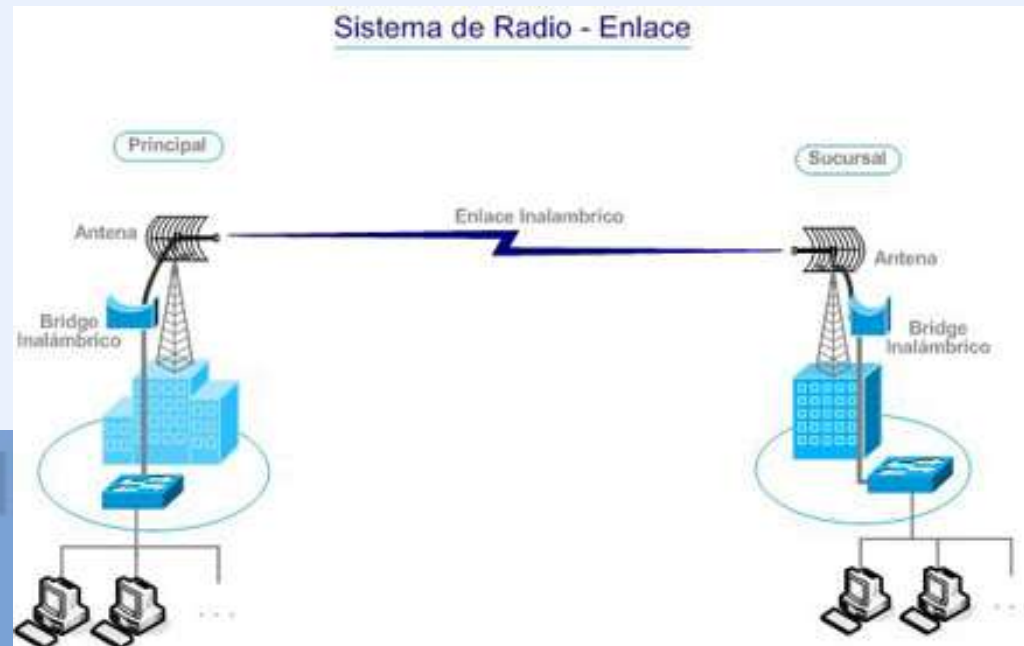 Sistema de Radio - Enlace
Principal
Sucursal
Enlace Inalambrico
Antena
Antena
Bridge
Inalámbrico
Bridge
Inalámbrico
. . .
. .